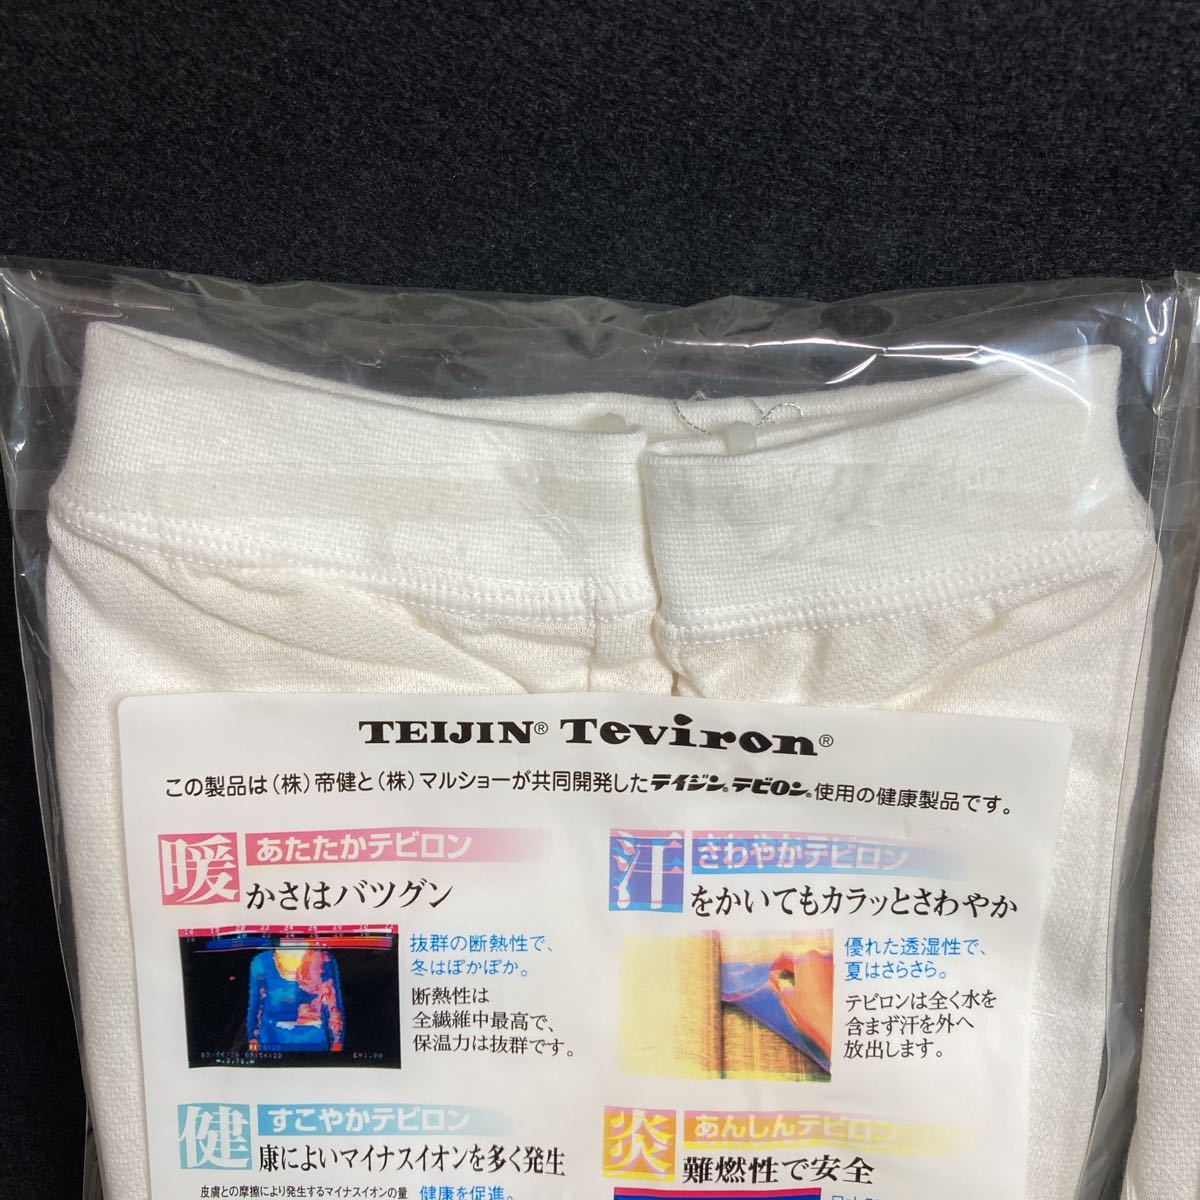 TEIJIN® Teviron®
この製品は(株)帝健と(株)マルショーが共同開発したテイジン®テビロン®使用の健康製品です。
暖 あたたかテビロン
かさはバツグン
抜群の断熱性で、
冬はぽかぽか。
断熱性は
全繊維中最高で、
保温力は抜群です。
汗 さわやかテビロン
をかいてもカラッとさわやか
優れた透湿性で、
夏はさらさら。
テビロンは全く水を
含まず汗を外へ
放出します。
健 すこやかテビロン
康によいマイナスイオンを多く発生
皮膚との摩擦により発生するマイナスイオンの量
健康を促進。
炎 あんしんテビロン
難燃性で安全